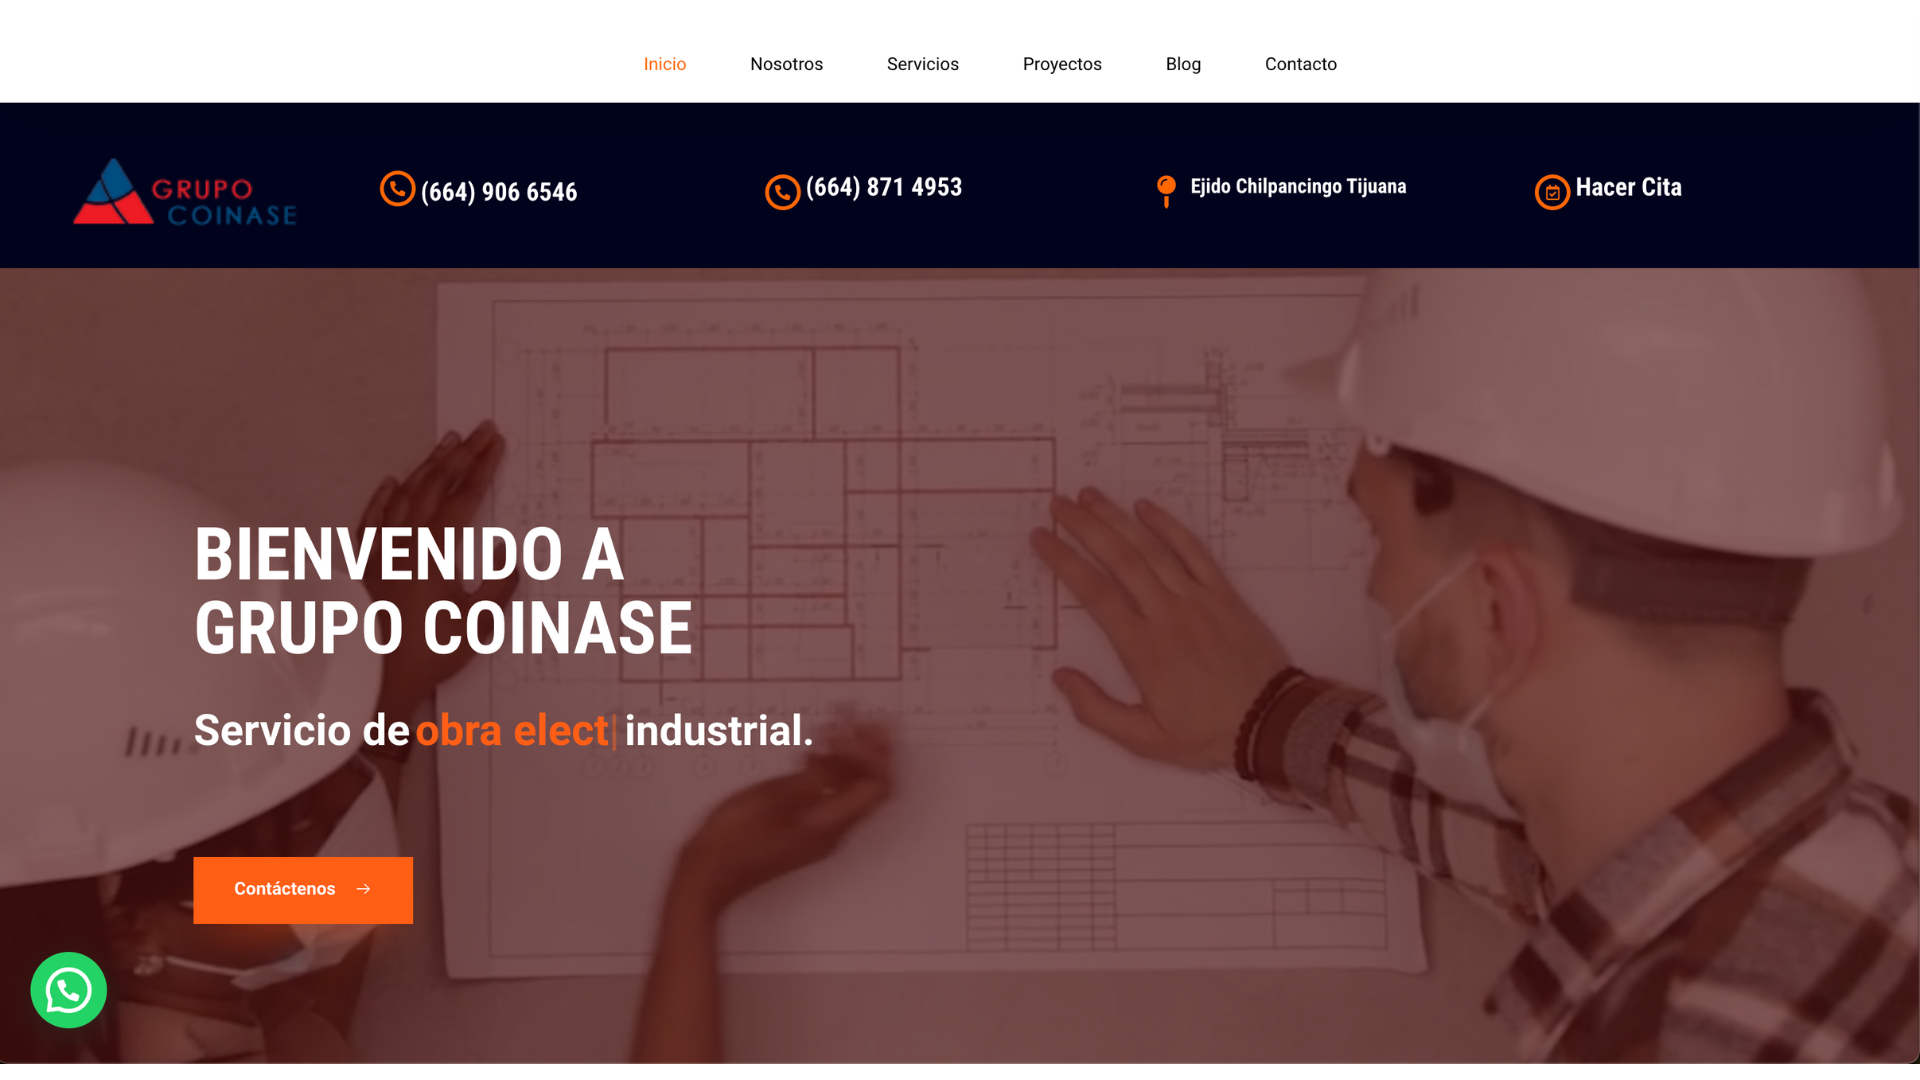 Inicio Nosotros Servicios Proyectos Blog Contacto
GRUPO
COINASE
(664) 906 6546
(664) 871 4953
Ejido Chilpancingo Tijuana
Hacer Cita
BIENVENIDO A
GRUPO COINASE
Servicio de obra elect| industrial.
Contáctenos →